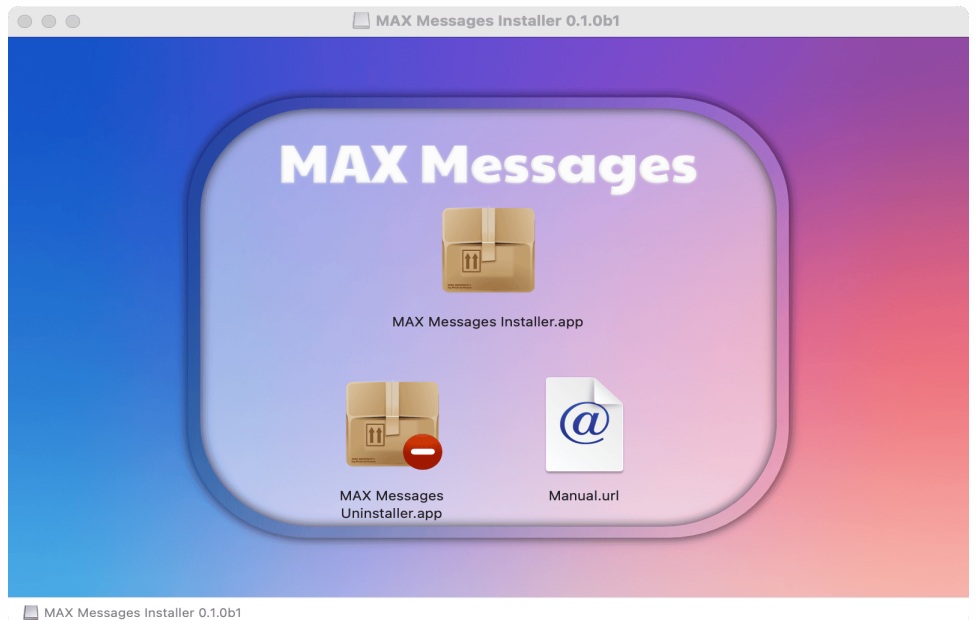 MAX Messages Installer 0.1.0b1
MAX Messages
MAX Messages Installer.app
MAX Messages
Uninstaller.app
@
Manual.url
MAX Messages Installer 0.1.0b1